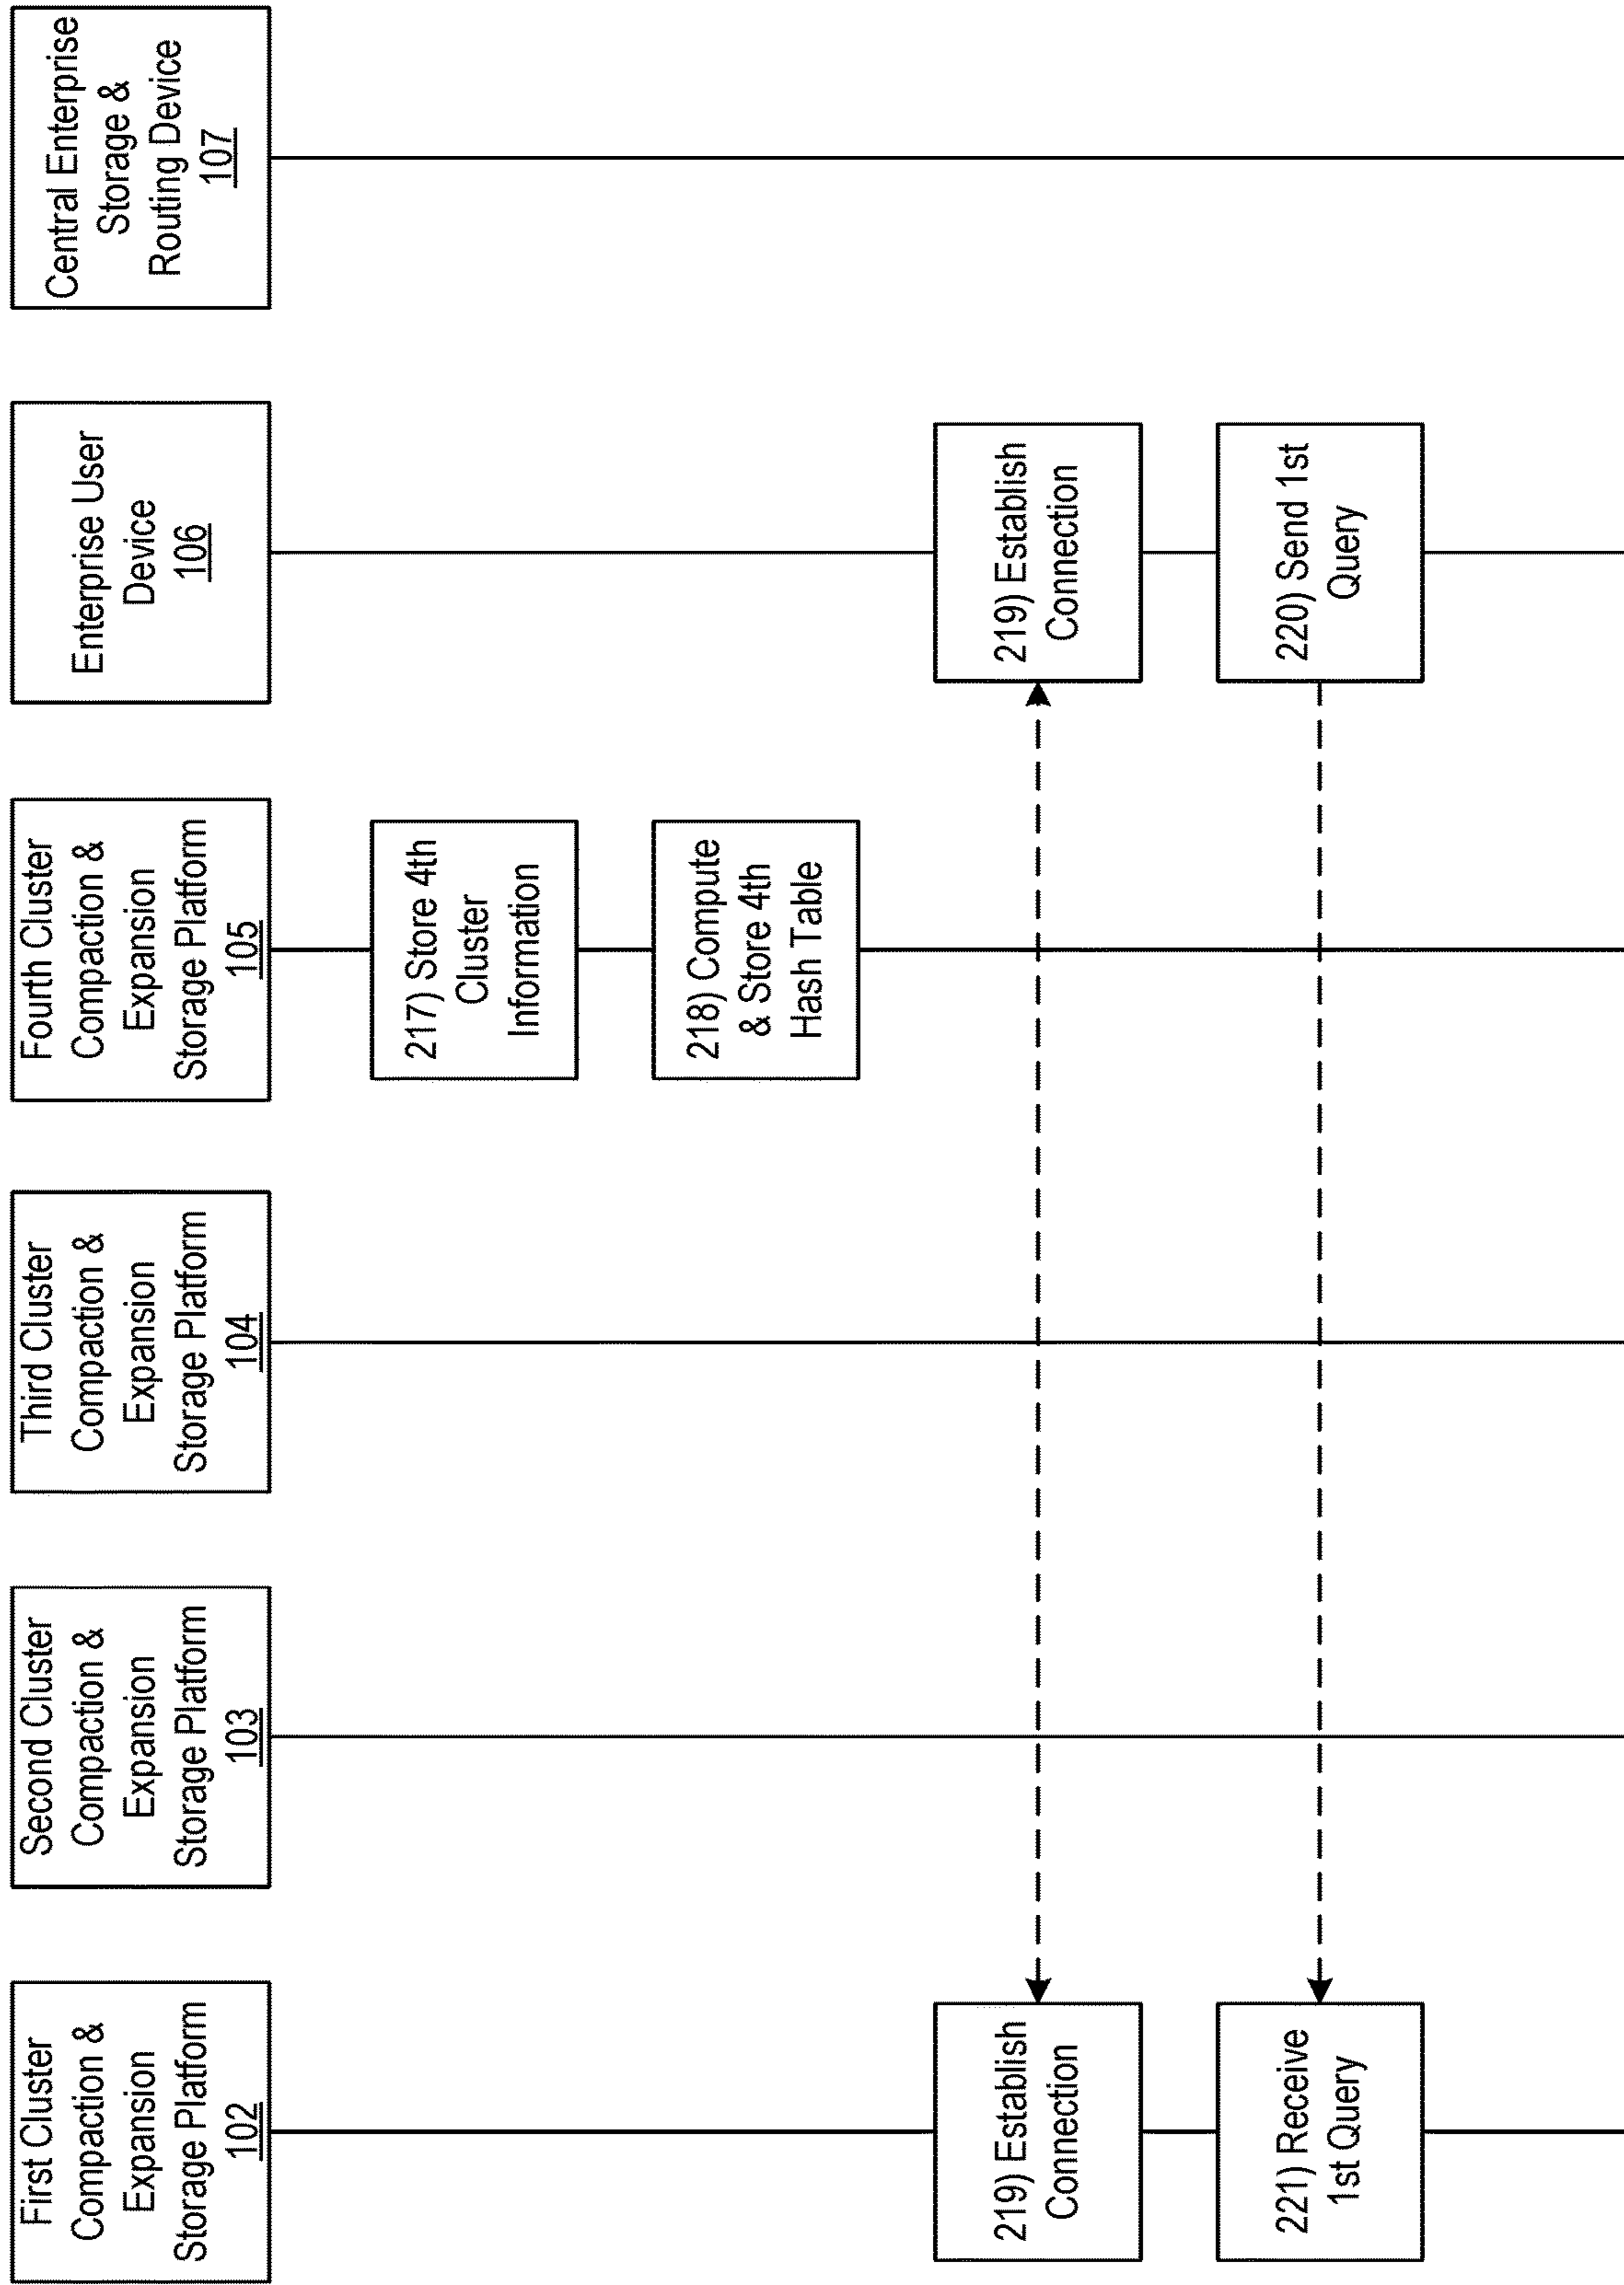 First Cluster
Compaction &
Expansion
Storage Platform
102
Second Cluster
Compaction &
Expansion
Storage Platform
103
Third Cluster
Compaction &
Expansion
Storage Platform
104
Fourth Cluster
Compaction &
Expansion
Storage Platform
105
Enterprise User
Device
106
Central Enterprise
Storage &
Routing Device
107
217) Store 4th
Cluster
Information
218) Compute
& Store 4th
Hash Table
219) Establish
Connection
219) Establish
Connection
221) Receive
1st Query
220) Send 1st
Query